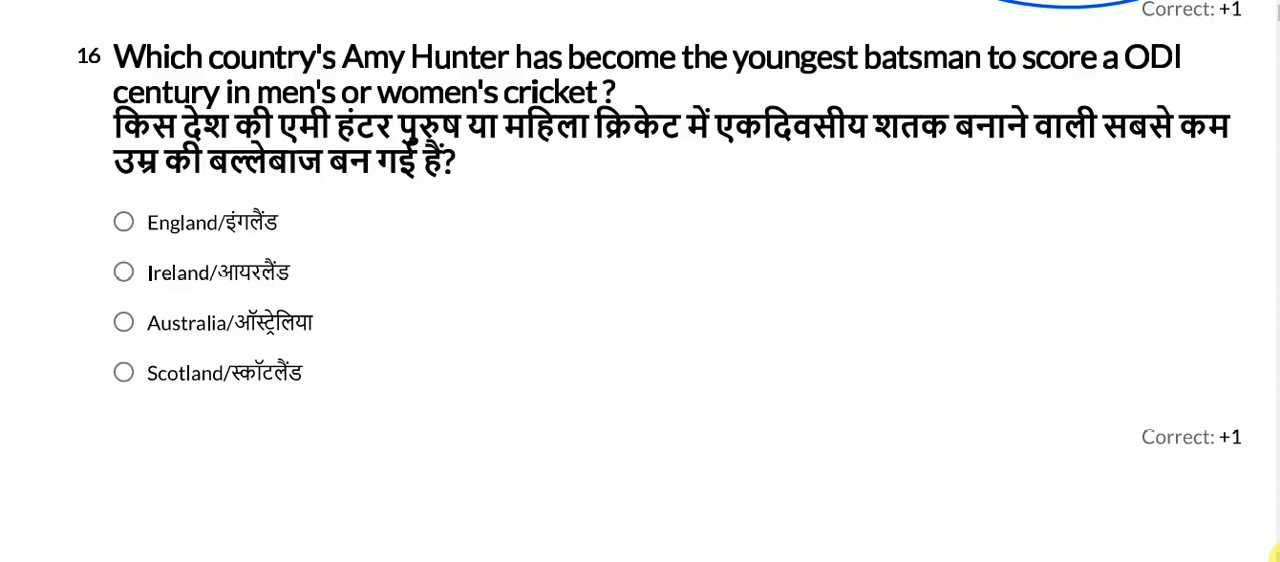 Correct: +1
16 Which country's Amy Hunter has become the youngest batsman to score a ODI
century in men's or women's cricket ?
किस देश की एमी हंटर पुरुष या महिला क्रिकेट में एकदिवसीय शतक बनाने वाली सबसे कम
उम्र की बल्लेबाज बन गई हैं?
England/इंगलैंड
Ireland/आयरलैंड
Australia/ऑस्ट्रेलिया
Scotland/स्कॉटलैंड
Correct: +1